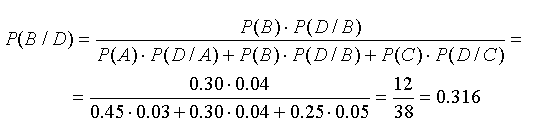 P(B / D) = P(B) · P(D / B) / P(A) · P(D / A) + P(B) · P(D / B) + P(C) · P(D / C) =
= 0.30 · 0.04 / 0.45 · 0.03 + 0.30 · 0.04 + 0.25 · 0.05 = 12 / 38 = 0.316